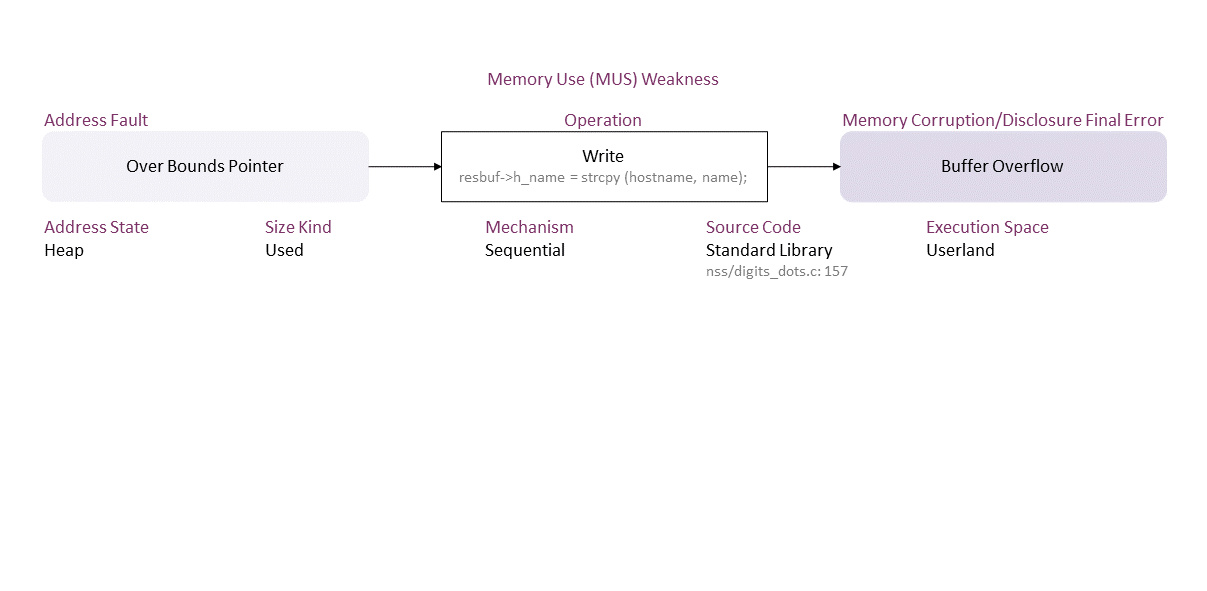 Memory Use (MUS) Weakness
Address Fault
Operation
Memory Corruption/Disclosure Final Error
Over Bounds Pointer
Write
resbuf->h_name = strcpy (hostname, name);
Buffer Overflow
Address State
Size Kind
Mechanism
Source Code
Execution Space
Heap
Used
Sequential
Standard Library
Userland
nss/digits_dots.c: 157